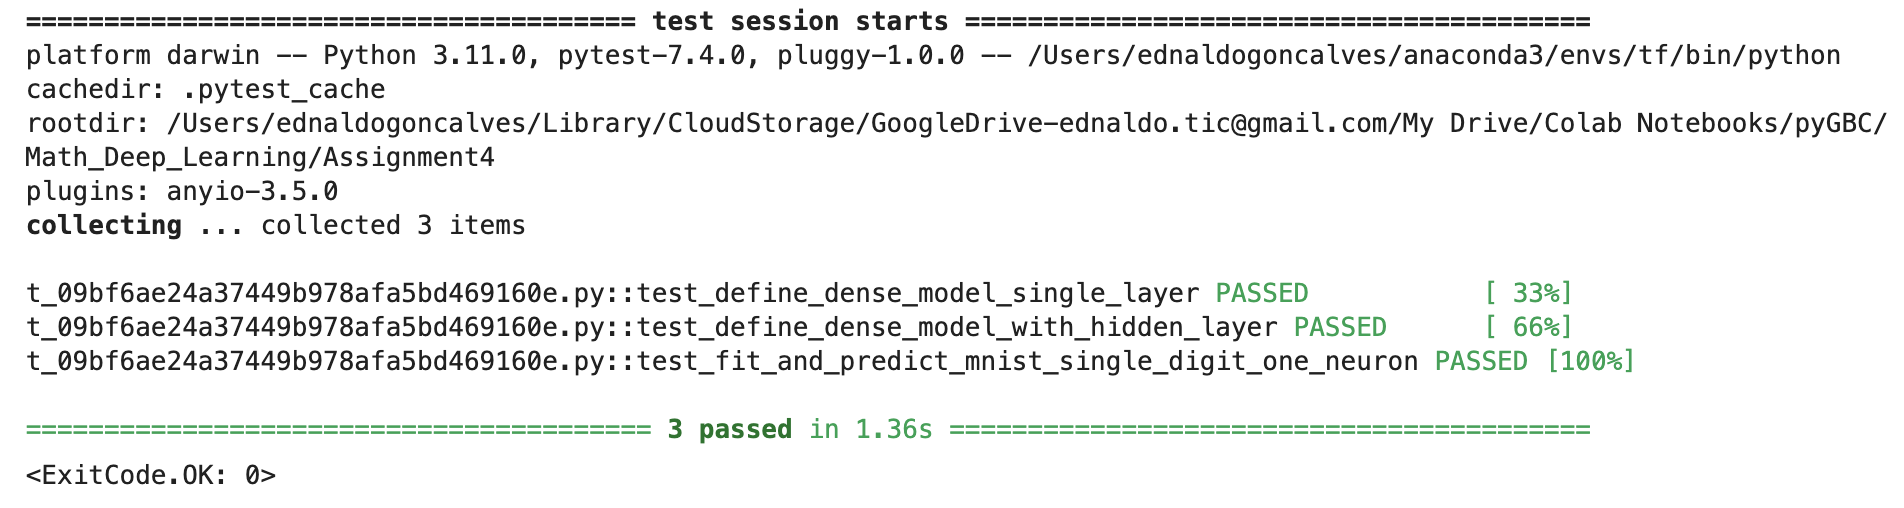 ======================================= test session starts ========================================
platform darwin -- Python 3.11.0, pytest-7.4.0, pluggy-1.0.0 -- /Users/ednaldogoncalves/anaconda3/envs/tf/bin/python
cachedir: .pytest_cache
rootdir: /Users/ednaldogoncalves/Library/CloudStorage/GoogleDrive-ednaldo.tic@gmail.com/My Drive/Colab Notebooks/pyGBC/
Math_Deep_Learning/Assignment4
plugins: anyio-3.5.0
collecting ... collected 3 items

t_09bf6ae24a37449b978afa5bd469160e.py::test_define_dense_model_single_layer PASSED           [ 33%]
t_09bf6ae24a37449b978afa5bd469160e.py::test_define_dense_model_with_hidden_layer PASSED      [ 66%]
t_09bf6ae24a37449b978afa5bd469160e.py::test_fit_and_predict_mnist_single_digit_one_neuron PASSED [100%]

======================================== 3 passed in 1.36s =========================================
<ExitCode.OK: 0>